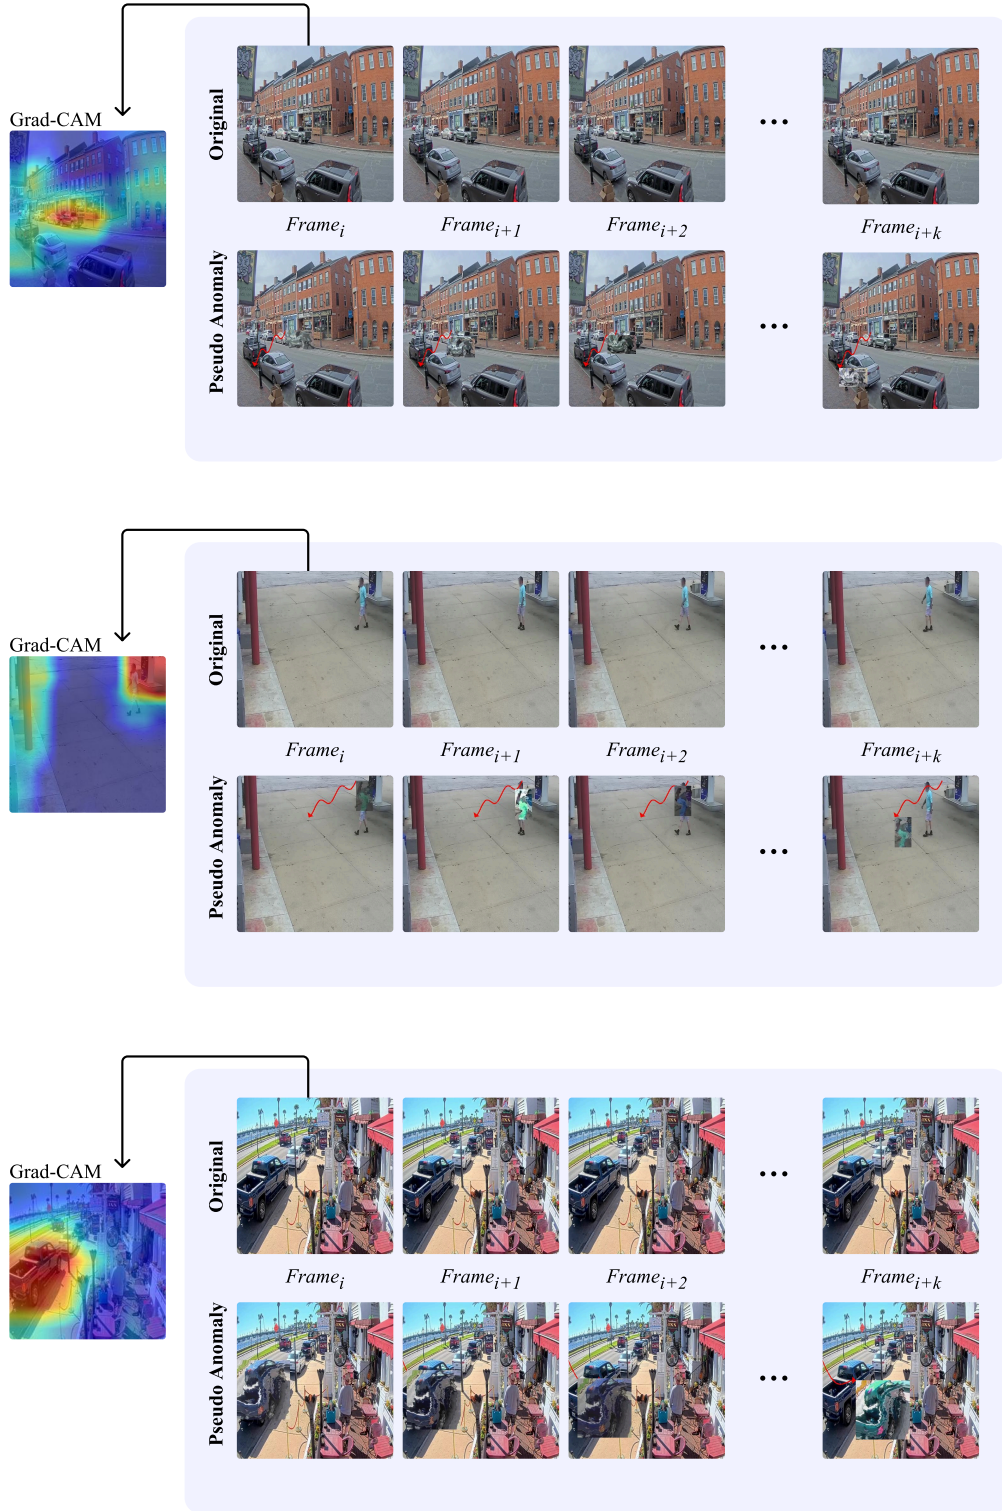 Grad-CAM
Original
Frame_i Frame_{i+1} Frame_{i+2} ... Frame_{i+k}
Pseudo Anomaly
...
Grad-CAM
Original
...
Frame_i Frame_{i+1} Frame_{i+2} Frame_{i+k}
Pseudo Anomaly
...
Grad-CAM
Original
...
Frame_i Frame_{i+1} Frame_{i+2} Frame_{i+k}
Pseudo Anomaly
...